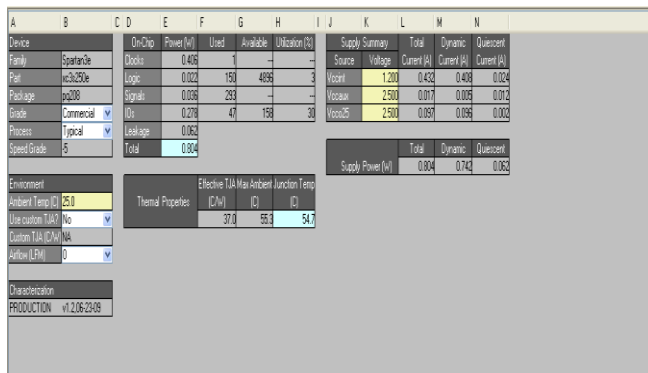 A B C D E F G H I J K L M N
Device
Family Spartan3e
Part xc3s250e
Package pq208
Grade Commercial
Process Typical
Speed Grade -5
Environment
Ambient Temp (C) 25.0
Use custom TJA? No
Custom TJA (C/W) NA
Airflow (LFM) 0
Characterization
PRODUCTION v1.2,06-23-09
On-Chip Power (W) Used Available Utilization (%)
Clocks 0.406 1 -- --
Logic 0.022 150 4896 3
Signals 0.036 293 -- --
IOs 0.278 47 158 30
Leakage 0.062
Total 0.804
Thermal Properties
Effective TJA Max Ambient Junction Temp
(C/W) (C) (C)
37.0 55.3 54.7
Supply Summary Total Dynamic Quiescent
Source Voltage Current (A) Current (A) Current (A)
Vccint 1.200 0.432 0.408 0.024
Vccaux 2.500 0.017 0.005 0.012
Vcco25 2.500 0.097 0.096 0.002
Total Dynamic Quiescent
Supply Power (W) 0.804 0.742 0.062